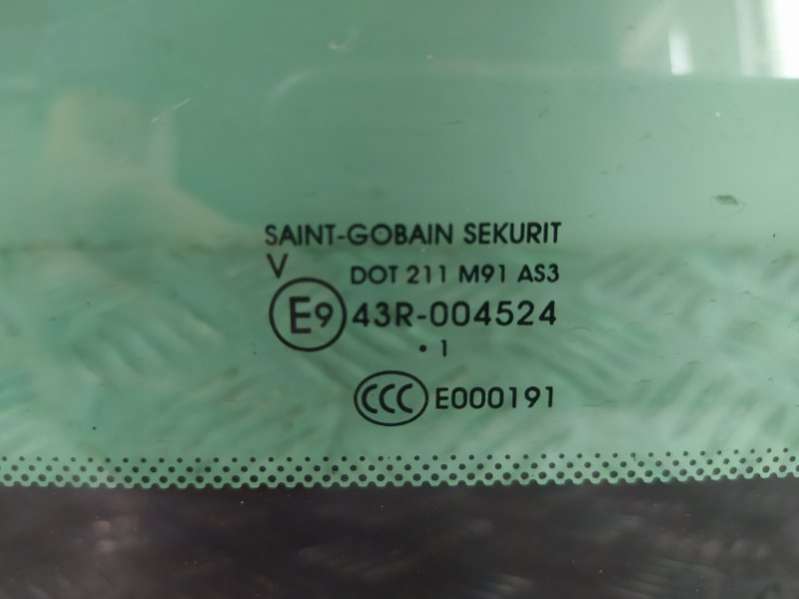 SAINT-GOBAIN SEKURIT
V DOT 211 M91 AS3
E9 43R-004524
• 1
CCC E000191